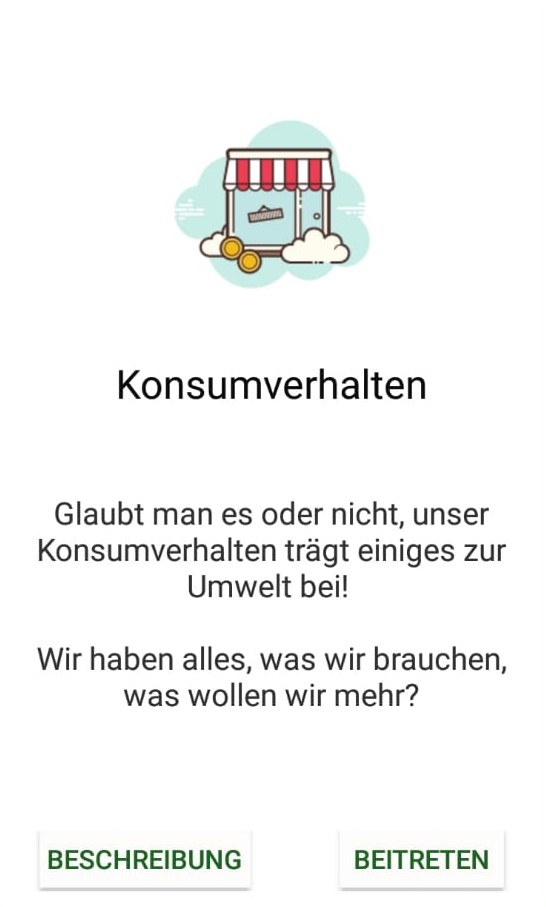 Konsumverhalten
Glaubt man es oder nicht, unser
Konsumverhalten trägt einiges zur
Umwelt bei!
Wir haben alles, was wir brauchen,
was wollen wir mehr?
BESCHREIBUNG
BEITRETEN